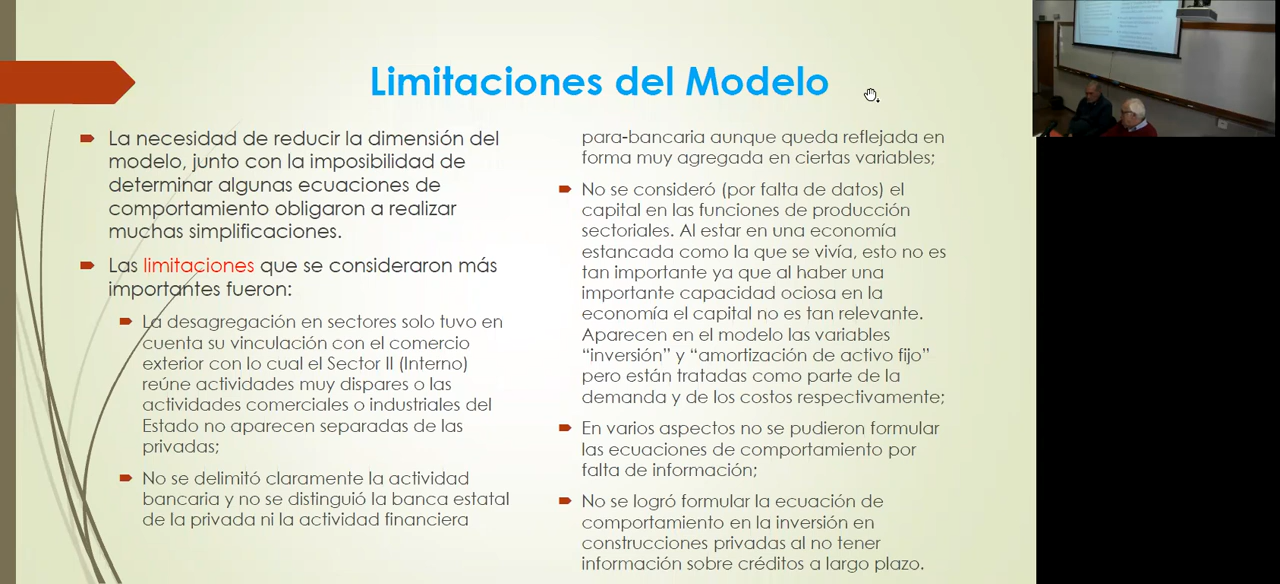 Limitaciones del Modelo
La necesidad de reducir la dimensión del
modelo, junto con la imposibilidad de
determinar algunas ecuaciones de
comportamiento obligaron a realizar
muchas simplificaciones.
Las limitaciones que se consideraron más
importantes fueron:
La desagregación en sectores solo tuvo en
cuenta su vinculación con el comercio
exterior con lo cual el Sector II (Interno)
reúne actividades muy dispares o las
actividades comerciales o industriales del
Estado no aparecen separadas de las
privadas;
No se delimitó claramente la actividad
bancaria y no se distinguió la banca estatal
de la privada ni la actividad financiera
para-bancaria aunque queda reflejada en
forma muy agregada en ciertas variables;
No se consideró (por falta de datos) el
capital en las funciones de producción
sectoriales. Al estar en una economía
estancada como la que se vivía, esto no es
tan importante ya que al haber una
importante capacidad ociosa en la
economía el capital no es tan relevante.
Aparecen en el modelo las variables
“inversión” y “amortización de activo fijo”
pero están tratadas como parte de la
demanda y de los costos respectivamente;
En varios aspectos no se pudieron formular
las ecuaciones de comportamiento por
falta de información;
No se logró formular la ecuación de
comportamiento en la inversión en
construcciones privadas al no tener
información sobre créditos a largo plazo.